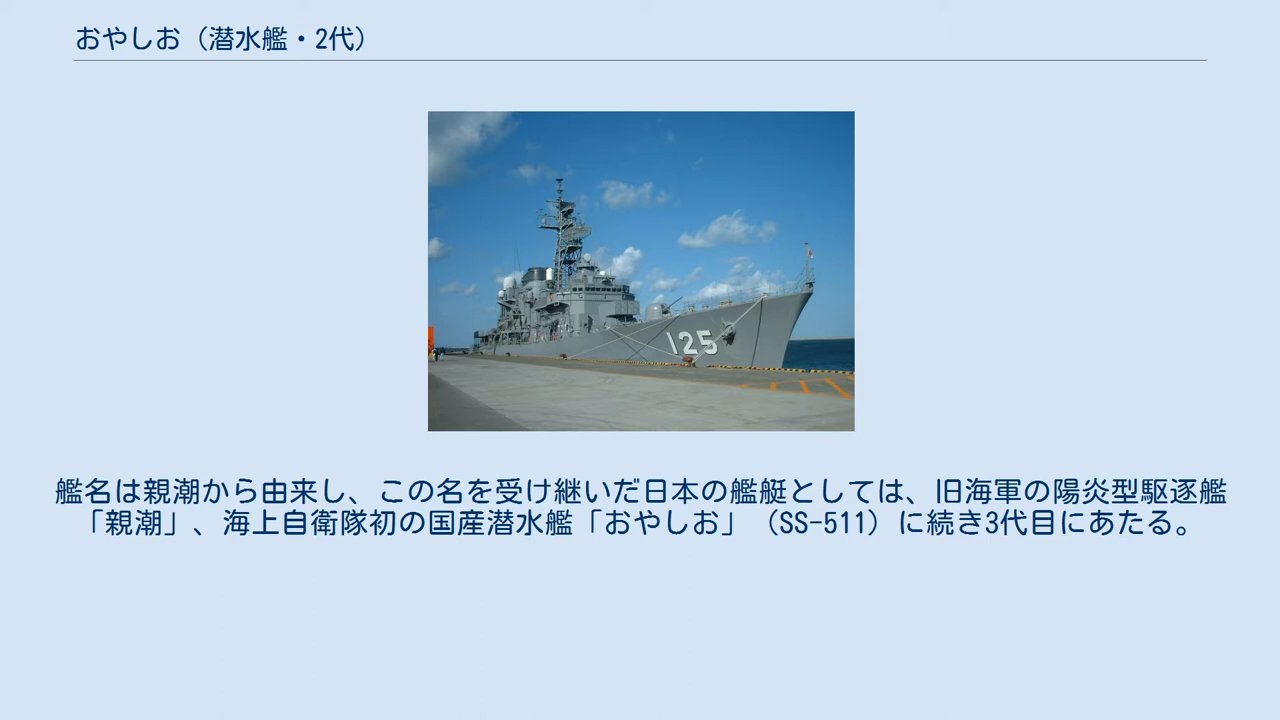 おやしお（潜水艦・2代）
125
艦名は親潮から由来し、この名を受け継いだ日本の艦艇としては、旧海軍の陽炎型駆逐艦
「親潮」、海上自衛隊初の国産潜水艦「おやしお」（SS-511）に続き3代目にあたる。